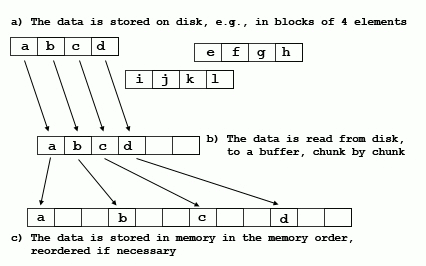 a) The data is stored on disk, e.g., in blocks of 4 elements
a b c d
e f g h
i j k l
a b c d
b) The data is read from disk,
to a buffer, chunk by chunk
a b c d
c) The data is stored in memory in the memory order,
reordered if necessary